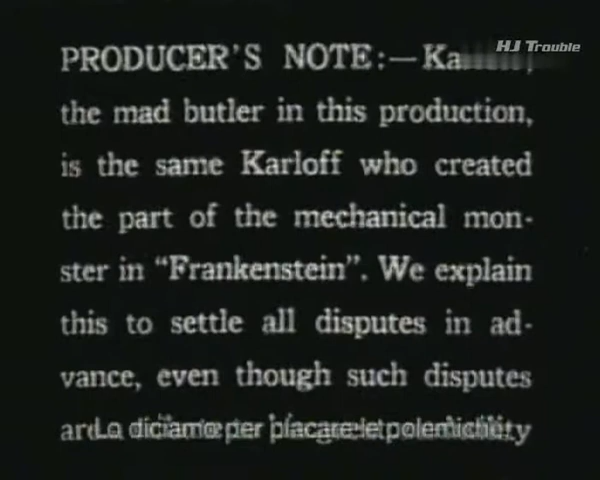 HJ Trouble
PRODUCER'S NOTE:—
the mad butler in this production,
is the same Karloff who created
the part of the mechanical mon-
ster in "Frankenstein". We explain
this to settle all disputes in ad-
vance, even though such disputes
Lo diciamo per placare le polemiche